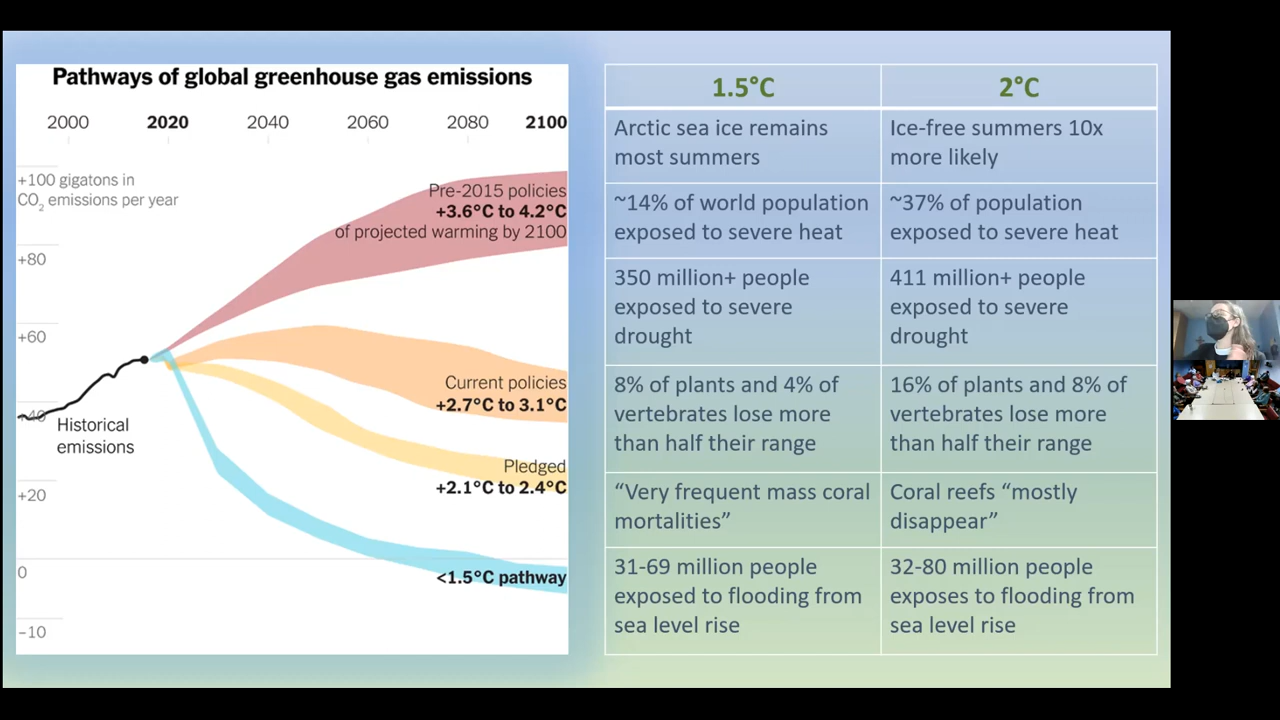 Pathways of global greenhouse gas emissions
2000 2020 2040 2060 2080 2100
+100 gigatons in
CO₂ emissions per year
+80
+60
+40
+20
0
−10
Historical
emissions
Pre-2015 policies
+3.6°C to 4.2°C
of projected warming by 2100
Current policies
+2.7°C to 3.1°C
Pledged
+2.1°C to 2.4°C
<1.5°C pathway
1.5°C 2°C
Arctic sea ice remains
most summers
Ice-free summers 10x
more likely
~14% of world population
exposed to severe heat
~37% of population
exposed to severe heat
350 million+ people
exposed to severe
drought
411 million+ people
exposed to severe
drought
8% of plants and 4% of
vertebrates lose more
than half their range
16% of plants and 8% of
vertebrates lose more
than half their range
“Very frequent mass coral
mortalities”
Coral reefs “mostly
disappear”
31-69 million people
exposed to flooding from
sea level rise
32-80 million people
exposes to flooding from
sea level rise